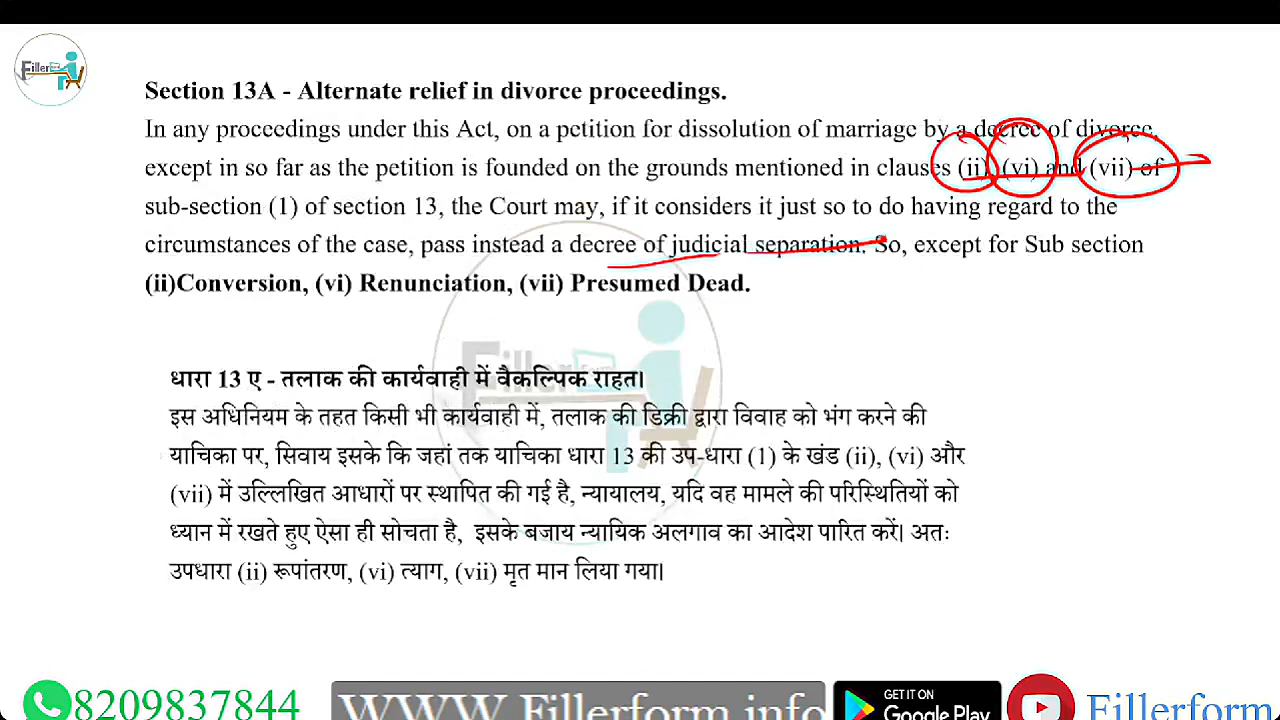 Filler
Section 13A - Alternate relief in divorce proceedings.
In any proceedings under this Act, on a petition for dissolution of marriage by a decree of divorce,
except in so far as the petition is founded on the grounds mentioned in clauses (ii), (vi) and (vii) of
sub-section (1) of section 13, the Court may, if it considers it just so to do having regard to the
circumstances of the case, pass instead a decree of judicial separation. So, except for Sub section
(ii)Conversion, (vi) Renunciation, (vii) Presumed Dead.
Filler
धारा 13 ए - तलाक की कार्यवाही में वैकल्पिक राहत।
इस अधिनियम के तहत किसी भी कार्यवाही में, तलाक की डिक्री द्वारा विवाह को भंग करने की
याचिका पर, सिवाय इसके कि जहां तक याचिका धारा 13 की उप-धारा (1) के खंड (ii), (vi) और
(vii) में उल्लिखित आधारों पर स्थापित की गई है, न्यायालय, यदि वह मामले की परिस्थितियों को
ध्यान में रखते हुए ऐसा ही सोचता है, इसके बजाय न्यायिक अलगाव का आदेश पारित करें। अतः
उपधारा (ii) रूपांतरण, (vi) त्याग, (vii) मृत मान लिया गया।
8209837844
WWW.Fillerform.info
GET IT ON
Google Play
Fillerform